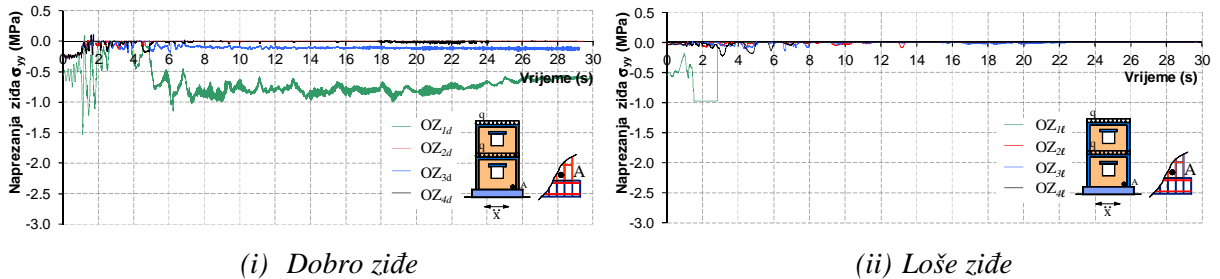 Naprezanja ziđa σyy (MPa)
0.5
0.0
-0.5
-1.0
-1.5
-2.0
-2.5
-3.0
0 2 4 6 8 10 12 14 16 18 20 22 24 26 28 30
Vrijeme (s)
OZ1d
OZ2d
OZ3d
OZ4d
q
q
A
ẍ
A
(i) Dobro ziđe
Naprezanja ziđa σyy (MPa)
0.5
0.0
-0.5
-1.0
-1.5
-2.0
-2.5
-3.0
0 2 4 6 8 10 12 14 16 18 20 22 24 26 28 30
Vrijeme (s)
OZ1ℓ
OZ2ℓ
OZ3ℓ
OZ4ℓ
q
q
A
ẍ
A
(ii) Loše ziđe